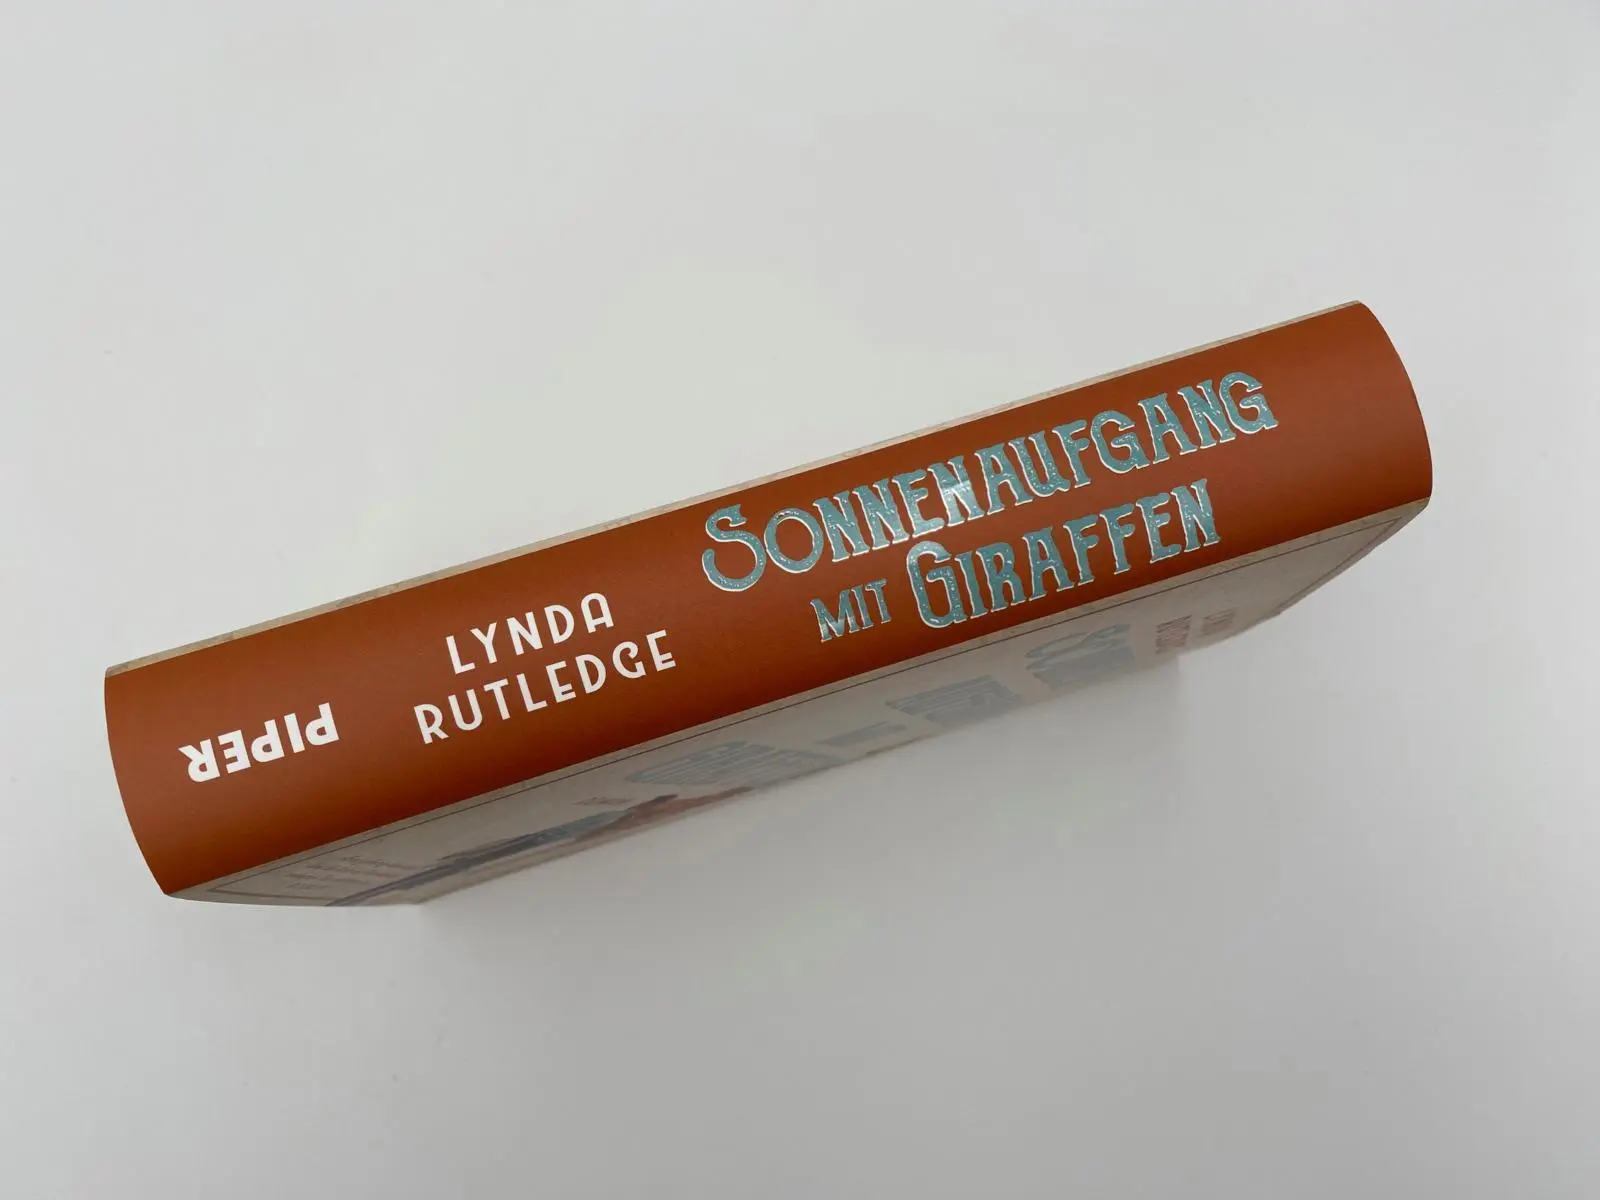 SONNENAUFGANG
MIT GIRAFFEN
LYNDA
RUTLEDGE
PIPER